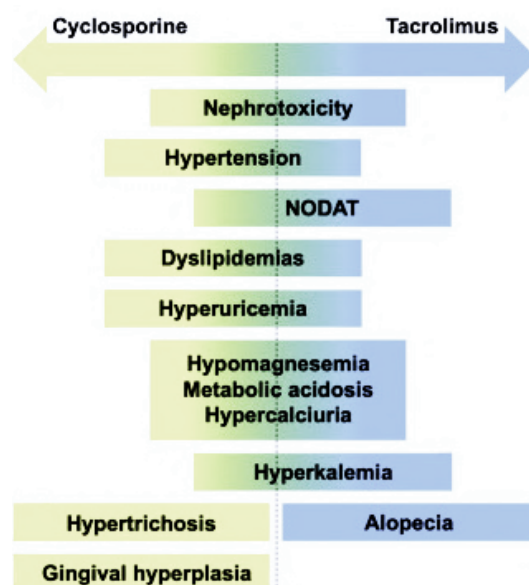 Cyclosporine Tacrolimus
Nephrotoxicity
Hypertension
NODAT
Dyslipidemias
Hyperuricemia
Hypomagnesemia
Metabolic acidosis
Hypercalciuria
Hyperkalemia
Hypertrichosis Alopecia
Gingival hyperplasia